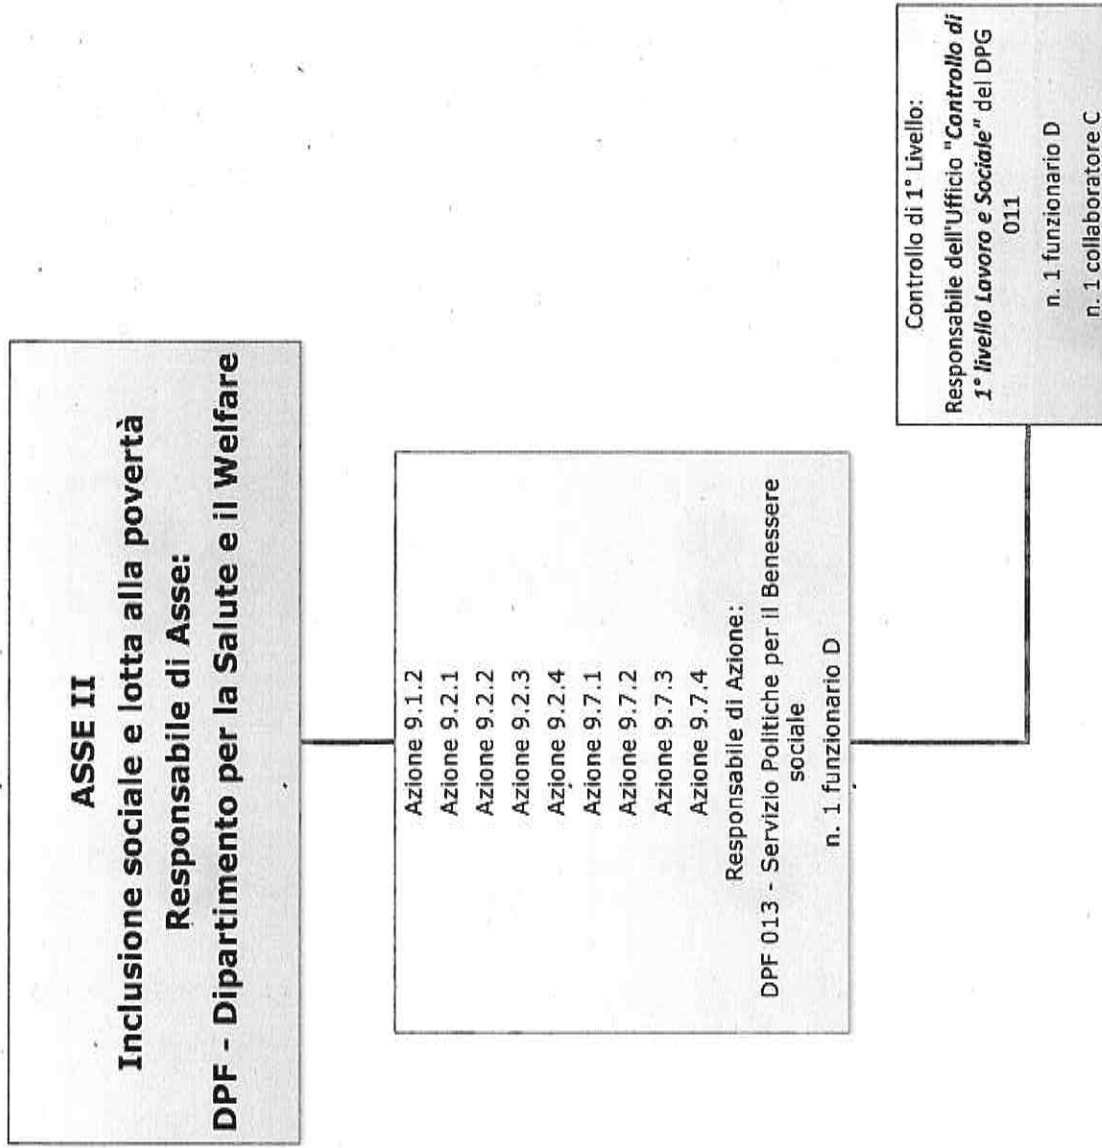 ASSE II
Inclusione sociale e lotta alla povertà
Responsabile di Asse:
DPF - Dipartimento per la Salute e il Welfare
Azione 9.1.2
Azione 9.2.1
Azione 9.2.2
Azione 9.2.3
Azione 9.2.4
Azione 9.7.1
Azione 9.7.2
Azione 9.7.3
Azione 9.7.4
Responsabile di Azione:
DPF 013 - Servizio Politiche per il Benessere
sociale
n. 1 funzionario D
Controllo di 1° Livello:
Responsabile dell'Ufficio "Controllo di
1° livello Lavoro e Sociale" del DPG
011
n. 1 funzionario D
n. 1 collaboratore C